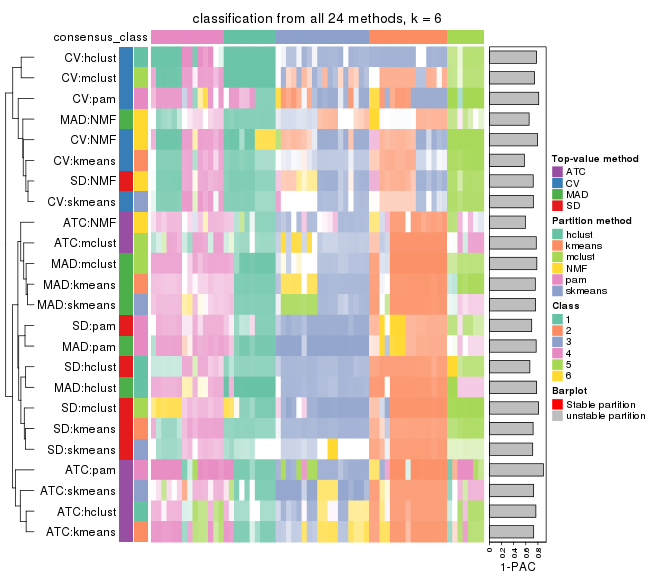 classification from all 24 methods, k = 6
consensus_class
CV:hclust
CV:mclust
CV:pam
MAD:NMF
CV:NMF
CV:kmeans
SD:NMF
CV:skmeans
ATC:NMF
ATC:mclust
MAD:mclust
MAD:kmeans
MAD:skmeans
SD:pam
MAD:pam
SD:hclust
MAD:hclust
SD:mclust
SD:kmeans
SD:skmeans
ATC:pam
ATC:skmeans
ATC:hclust
ATC:kmeans
0 0.2 0.4 0.6 0.8
1-PAC
Top-value method
ATC
CV
MAD
SD
Partition method
hclust
kmeans
mclust
NMF
pam
skmeans
Class
1
2
3
4
5
6
Barplot
Stable partition
unstable partition